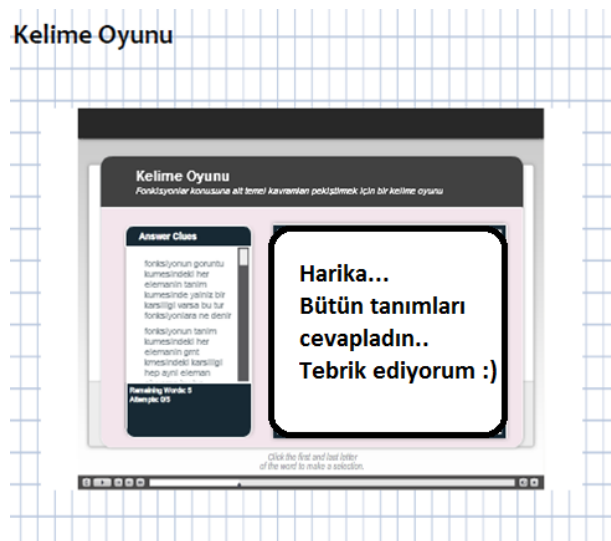 Kelime Oyunu
Kelime Oyunu
Fonksiyonlar konusuna ait temel kavramları pekiştirmek için bir kelime oyunu
Answer Clues
fonksiyonun goruntu
kumesindeki her
elemanin tanim
kumesinde yalniz bir
karsiligi varsa bu tur
fonksiyonlara ne denir
fonksiyonun tanim
kumesindeki her
elemanin grnt
kmesindeki karsiligi
hep ayni eleman
Remaining Words: 5
Attempts: 0/5
Harika...
Bütün tanımları
cevapladın..
Tebrik ediyorum :)
Click the first and last letter
of the word to make a selection.